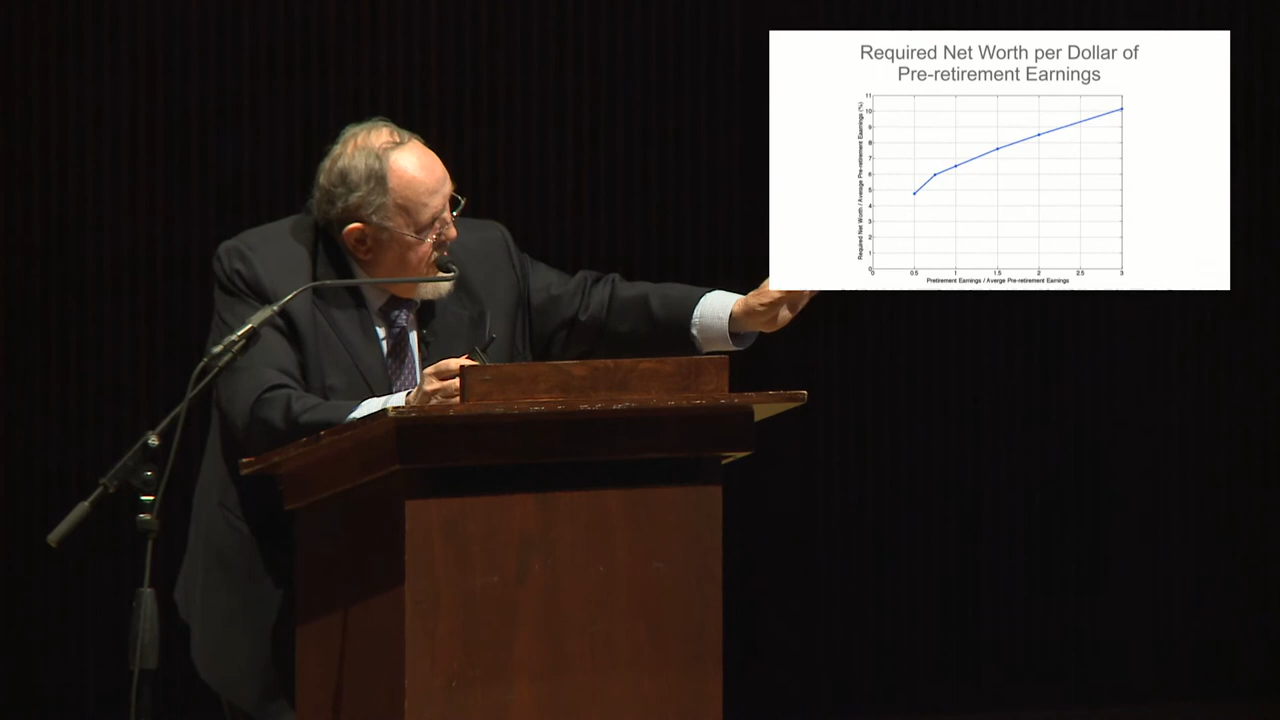 Required Net Worth per Dollar of
Pre-retirement Earnings
Required Net Worth / Average Pre-retirement Eaarnings (%)
11
10
9
8
7
6
5
4
3
2
1
0
0 0.5 1 1.5 2 2.5 3
Pretirement Earnings / Averge Pre-retirement Earnings